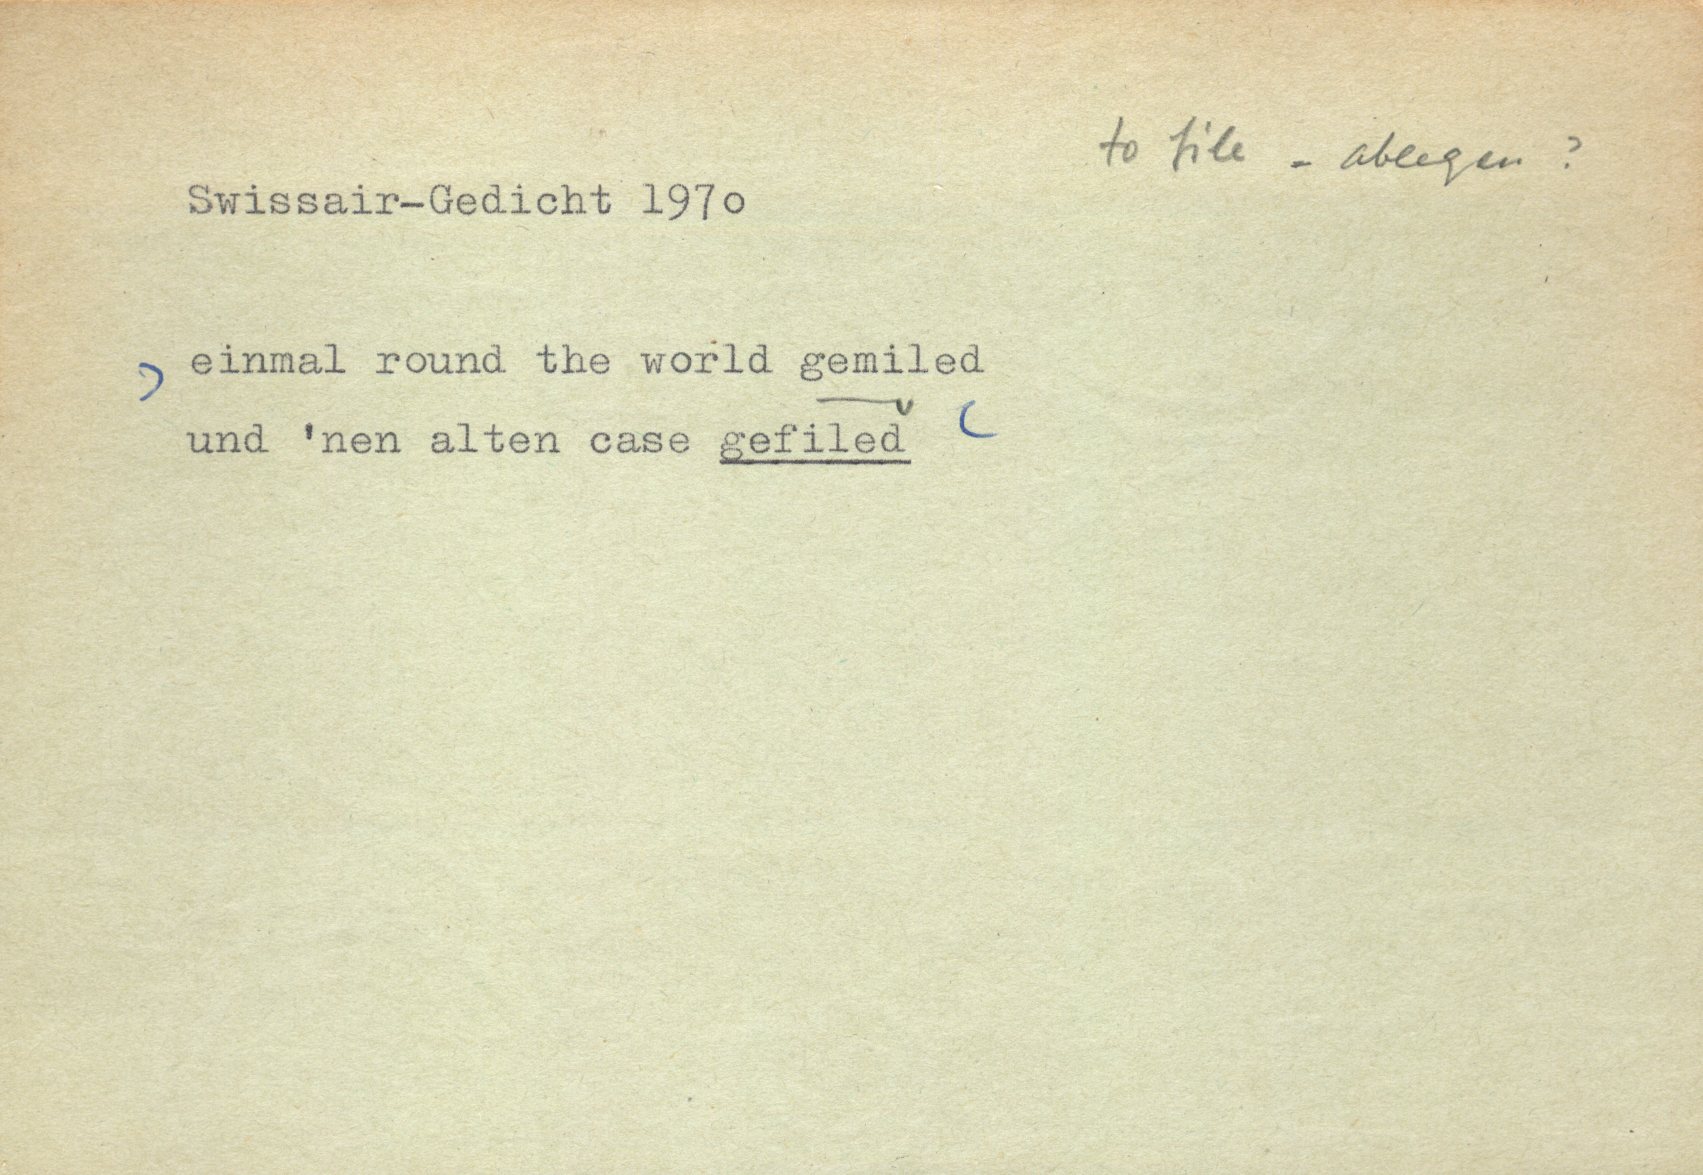 to file - ablegen ?
Swissair-Gedicht 197o
einmal round the world gemiled
und 'nen alten case gefiled